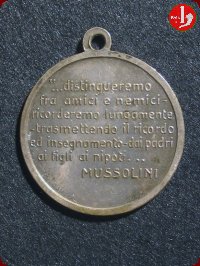 "...distingueremo
fra amici e nemici-
ricorderemo lungamente
-trasmettendo il ricordo
ed insegnamento-dai padri
ai figli ai nipoti...
MUSSOLINI